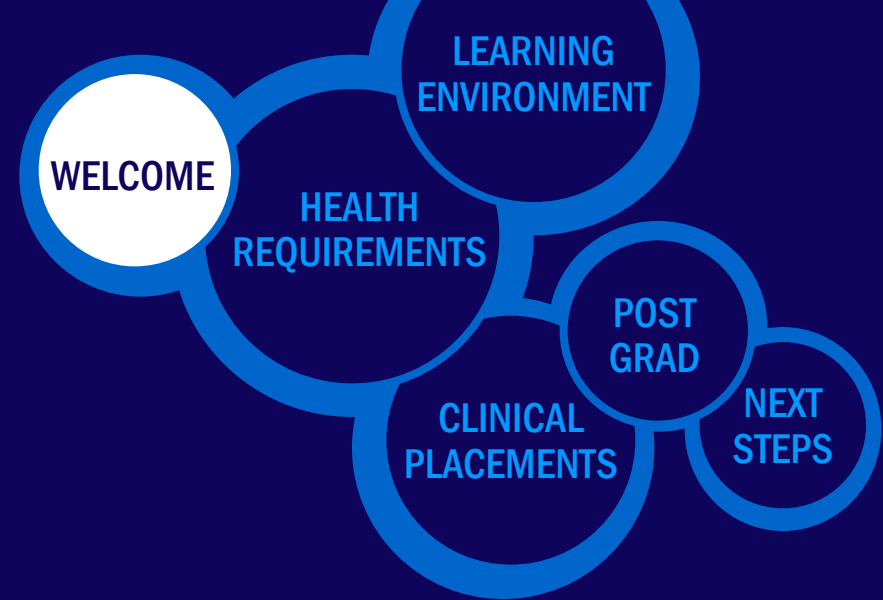 WELCOME
HEALTH
REQUIREMENTS
LEARNING
ENVIRONMENT
CLINICAL
PLACEMENTS
POST
GRAD
NEXT
STEPS